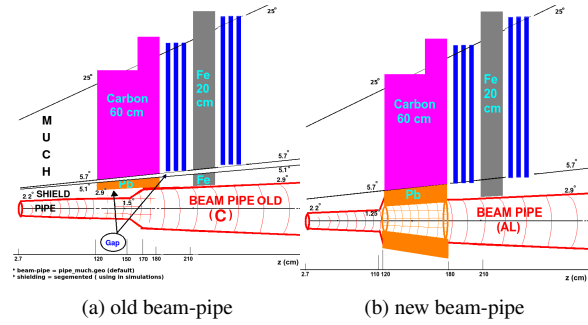 25°
25°
Carbon
60 cm
Fe
20
cm
M
U
C
H
5.7°
5.1°
5.7°
5.1°
2.9°
2.9°
Pb
Fe
2.2°
SHIELD
PIPE
1.5°
BEAM PIPE OLD
(C)
Gap
2.7
120
150
170
180
210
z (cm)
* beam-pipe = pipe_much.geo (default)
* shielding = segemented ( using in simulations)
(a) old beam-pipe
25°
25°
Carbon
60 cm
Fe
20
cm
5.7°
5.7°
2.9°
Pb
2.2°
1.25
BEAM PIPE
(AL)
2.7
110
120
180
210
z (cm)
(b) new beam-pipe